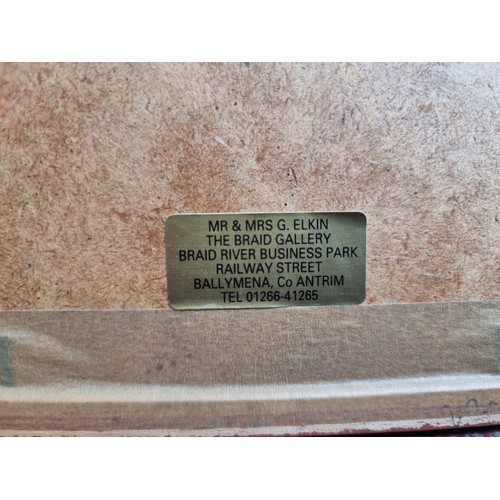 MR & MRS G. ELKIN
THE BRAID GALLERY
BRAID RIVER BUSINESS PARK
RAILWAY STREET
BALLYMENA, Co ANTRIM
TEL 01266-41265